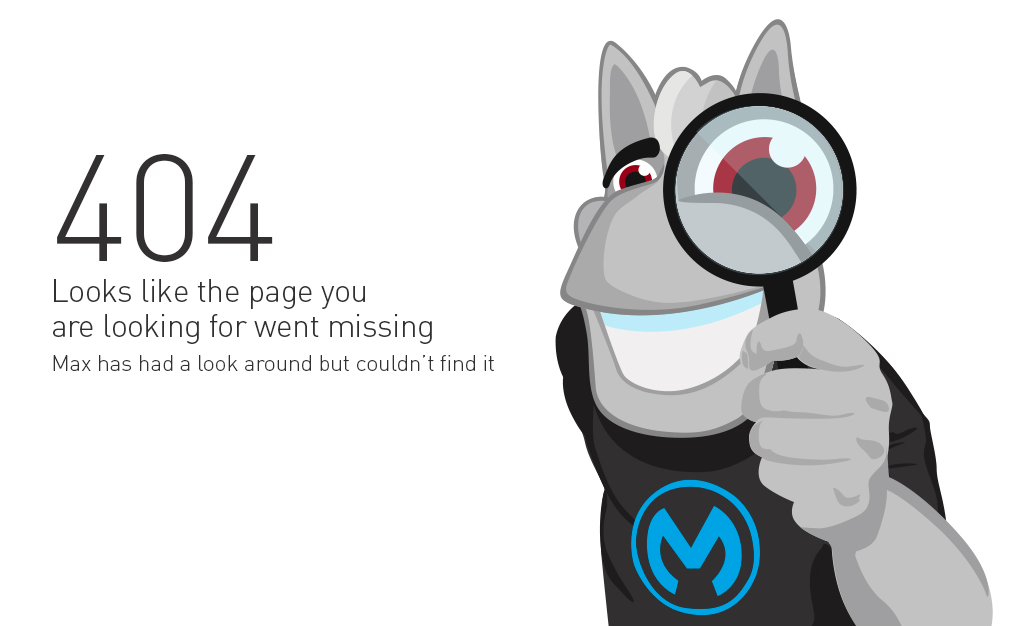 404
Looks like the page you
are looking for went missing
Max has had a look around but couldn't find it